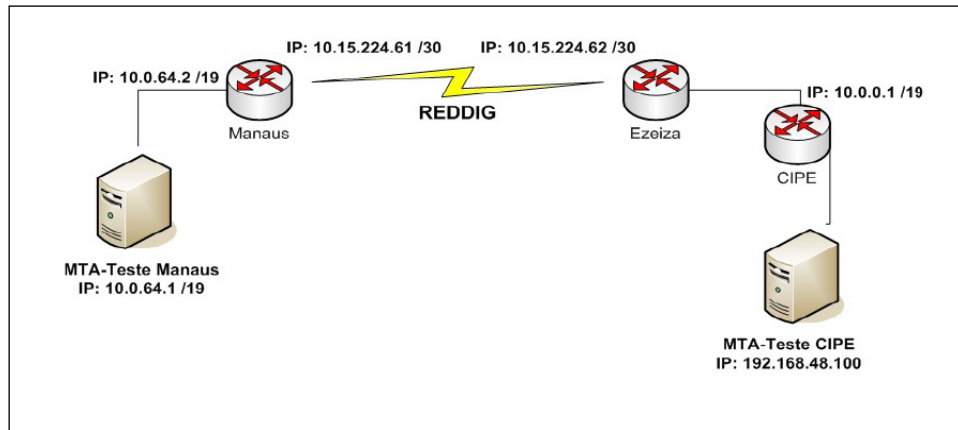 IP: 10.15.224.61 /30
IP: 10.15.224.62 /30
IP: 10.0.64.2 /19
IP: 10.0.0.1 /19
REDDIG
Manaus
Ezeiza
CIPE
MTA-Teste Manaus
IP: 10.0.64.1 /19
MTA-Teste CIPE
IP: 192.168.48.100